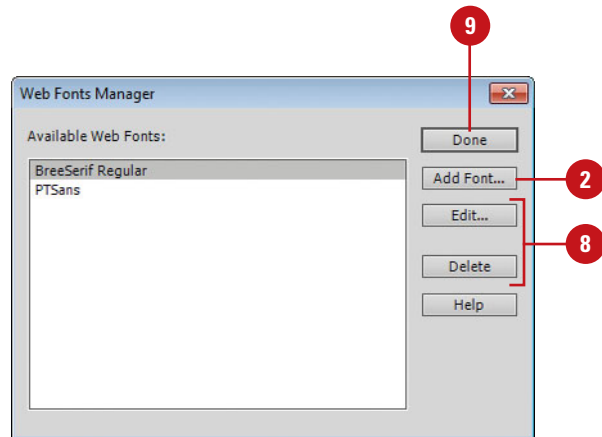 9
Web Fonts Manager
Available Web Fonts:
Done
BreeSerif Regular
Add Font...
2
PTSans
Edit...
8
Delete
Help